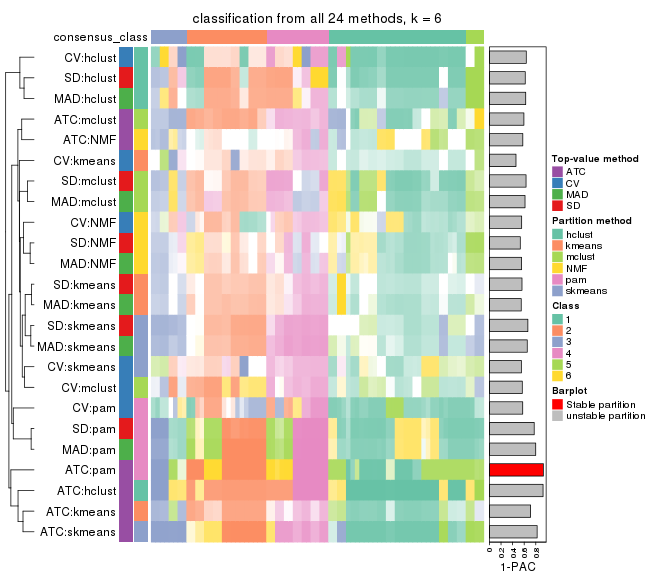 classification from all 24 methods, k = 6
consensus_class
CV:hclust
SD:hclust
MAD:hclust
ATC:mclust
ATC:NMF
CV:kmeans
SD:mclust
MAD:mclust
CV:NMF
SD:NMF
MAD:NMF
SD:kmeans
MAD:kmeans
SD:skmeans
MAD:skmeans
CV:skmeans
CV:mclust
CV:pam
SD:pam
MAD:pam
ATC:pam
ATC:hclust
ATC:kmeans
ATC:skmeans
0
0.2
0.4
0.6
0.8
1-PAC
Top-value method
ATC
CV
MAD
SD
Partition method
hclust
kmeans
mclust
NMF
pam
skmeans
Class
1
2
3
4
5
6
Barplot
Stable partition
unstable partition